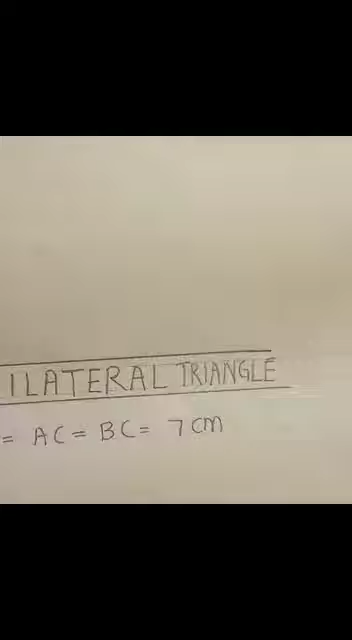 ILATERAL TRIANGLE
= AC = BC = 7 cm